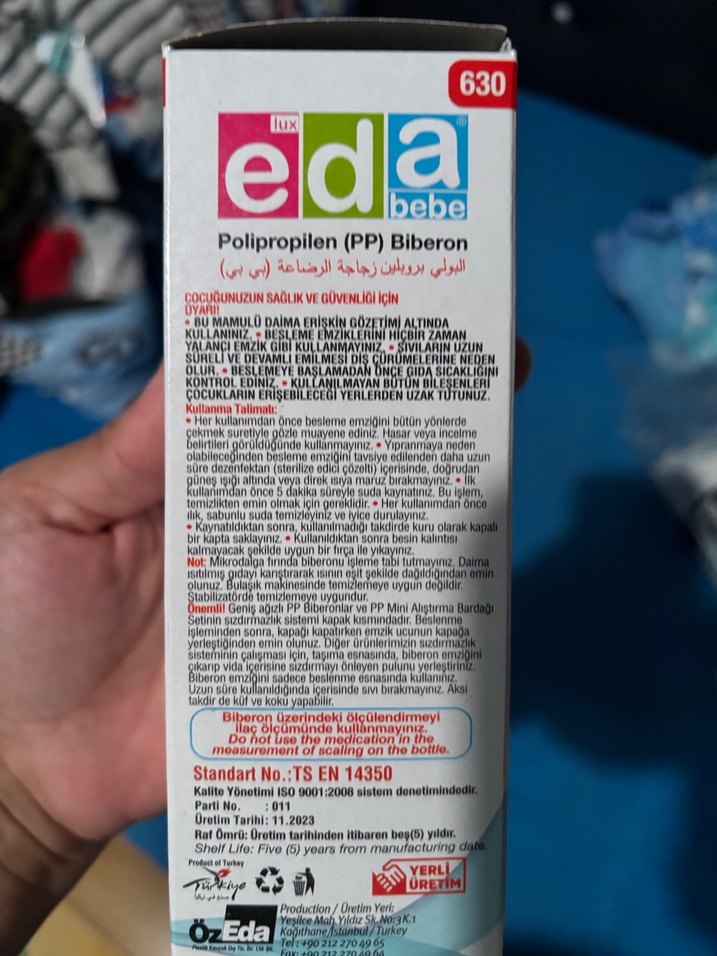 630
lux
eda
bebe
Polipropilen (PP) Biberon
البولي بروبلين زجاجة الرضاعة (بي بي)
ÇOCUĞUNUZUN SAĞLIK VE GÜVENLİĞİ İÇİN
UYARI!
• BU MAMULÜ DAİMA ERİŞKİN GÖZETİMİ ALTINDA
KULLANINIZ. • BESLEME EMZİKLERİNİ HİÇBİR ZAMAN
YALANCI EMZİK GİBİ KULLANMAYINIZ. • SIVILARIN UZUN
SÜRELİ VE DEVAMLI EMİLMESİ DİŞ ÇÜRÜMELERİNE NEDEN
OLUR. • BESLEMEYE BAŞLAMADAN ÖNCE GIDA SICAKLIĞINI
KONTROL EDİNİZ. • KULLANILMAYAN BÜTÜN BİLEŞENLERİ
ÇOCUKLARIN ERİŞEBİLECEĞİ YERLERDEN UZAK TUTUNUZ.
Kullanma Talimatı:
• Her kullanımdan önce besleme emziğini bütün yönlerde
çekmek suretiyle gözle muayene ediniz. Hasar veya incelme
belirtileri görüldüğünde kullanmayınız. • Yıpranmaya neden
olabileceğinden besleme emziğini tavsiye edilenden daha uzun
süre dezenfektan (sterilize edici çözelti) içerisinde, doğrudan
güneş ışığı altında veya direk ısıya maruz bırakmayınız. • İlk
kullanımdan önce 5 dakika süreyle suda kaynatınız. Bu işlem,
temizlikten emin olmak için gereklidir. • Her kullanımdan önce
ılık, sabunlu suda temizleyiniz ve iyice durulayınız.
• Kaynatıldıktan sonra, kullanılmadığı takdirde kuru olarak kapalı
bir kapta saklayınız. • Kullanıldıktan sonra besin kalıntısı
kalmayacak şekilde uygun bir fırça ile yıkayınız.
Not: Mikrodalga fırında biberonu işleme tabi tutmayınız. Daima
ısıtılmış gıdayı karıştırarak ısının eşit şekilde dağıldığından emin
olunuz. Bulaşık makinesinde temizlemeye uygun değildir.
Stabilizatörde temizlemeye uygundur.
Önemli! Geniş ağızlı PP Biberonlar ve PP Mini Alıştırma Bardağı
Setinin sızdırmazlık sistemi kapak kısmındadır. Beslenme
işleminden sonra, kapağı kapatırken emzik ucunun kapağa
yerleştiğinden emin olunuz. Diğer ürünlerimizin sızdırmazlık
sisteminin çalışması için, taşıma esnasında, biberon emziğini
çıkarıp vida içerisine sızdırmayı önleyen pulunu yerleştiriniz.
Biberon emziğini sadece beslenme esnasında kullanınız.
Uzun süre kullanıldığında içerisinde sıvı bırakmayınız. Aksi
takdir de küf ve koku yapabilir.
Biberon üzerindeki ölçülendirmeyi
ilaç ölçümünde kullanmayınız.
Do not use the medication in the
measurement of scaling on the bottle.
Standart No.:TS EN 14350
Kalite Yönetimi ISO 9001:2008 sistem denetimindedir.
Parti No. : 011
Üretim Tarihi : 11.2023
Raf Ömrü: Üretim tarihinden itibaren beş(5) yıldır.
Shelf Life: Five (5) years from manufacturing date.
Product of Turkey
Türkiye
YERLİ
ÜRETİM
ÖzEda
Production / Üretim Yeri:
Yeşilce Mah.Yıldız Sk.No:3 K.1
Kağıthane/İstanbul / Turkey
Tel : +90 212 270 49 65
Fax: +90 212 270 49 64